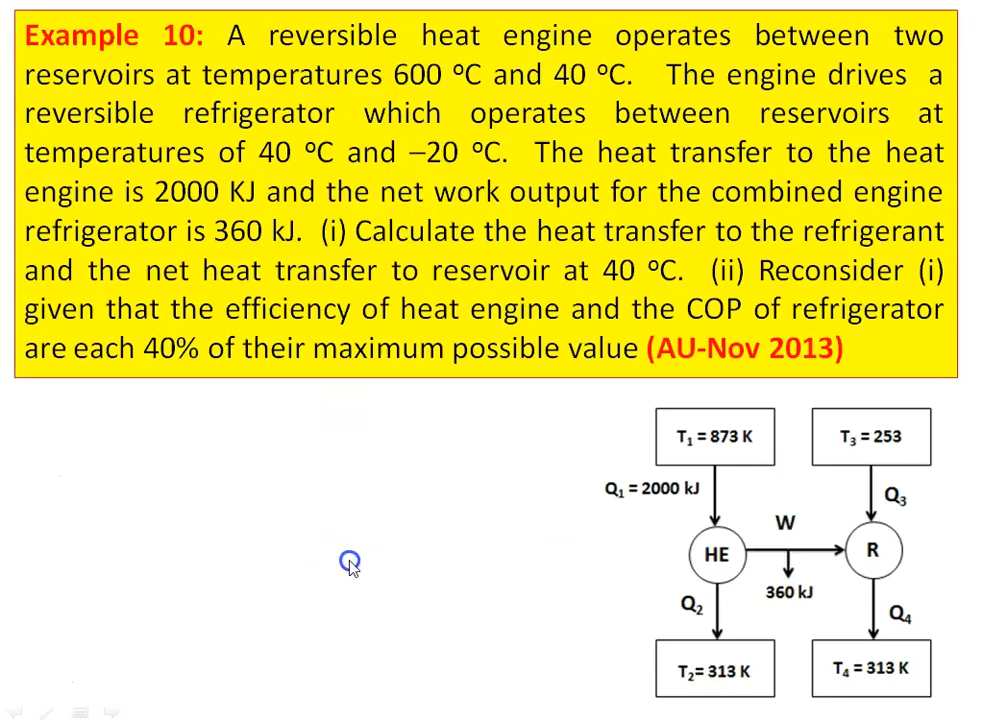 Example 10: A reversible heat engine operates between two
reservoirs at temperatures 600 ᵒC and 40 ᵒC. The engine drives a
reversible refrigerator which operates between reservoirs at
temperatures of 40 ᵒC and –20 ᵒC. The heat transfer to the heat
engine is 2000 KJ and the net work output for the combined engine
refrigerator is 360 kJ. (i) Calculate the heat transfer to the refrigerant
and the net heat transfer to reservoir at 40 ᵒC. (ii) Reconsider (i)
given that the efficiency of heat engine and the COP of refrigerator
are each 40% of their maximum possible value (AU-Nov 2013)
T₁ = 873 K
T₃ = 253
Q₁ = 2000 kJ
Q₃
W
HE
R
360 kJ
Q₂
Q₄
T₂= 313 K
T₄ = 313 K